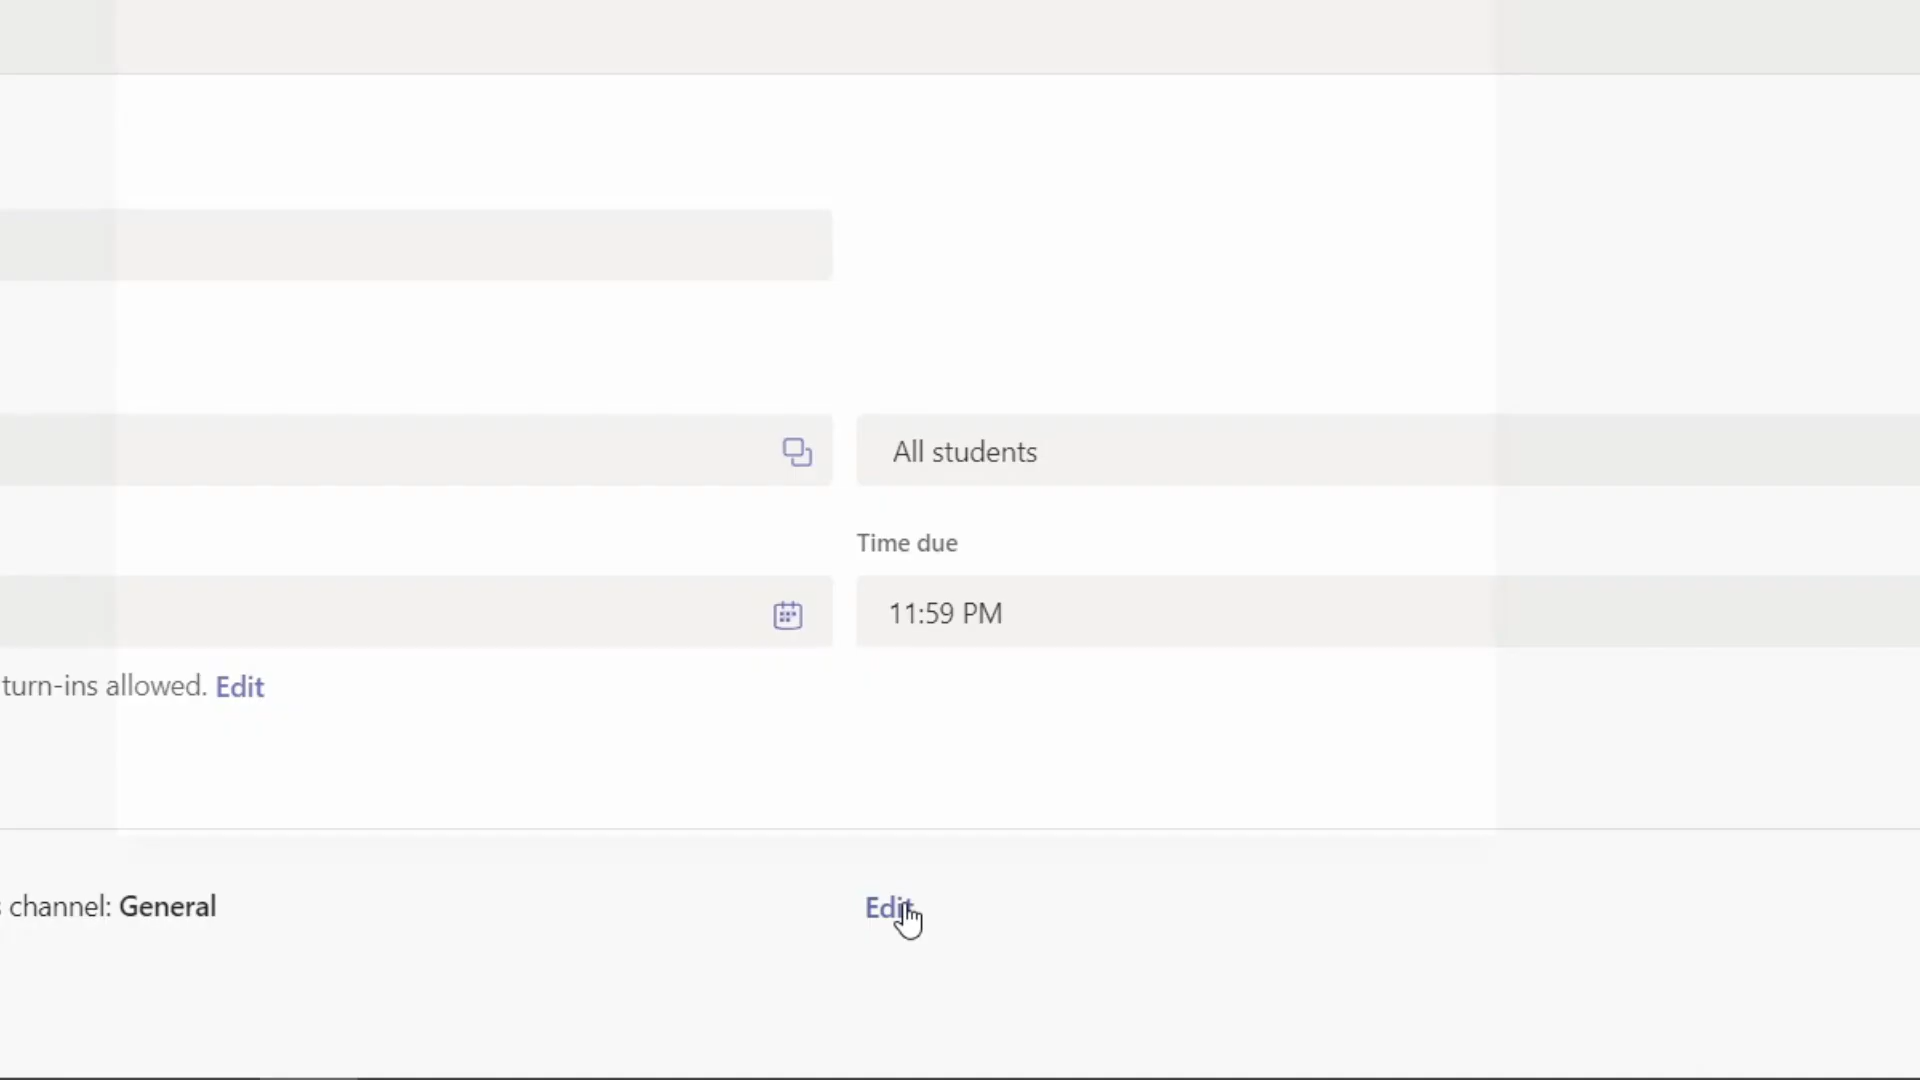 All students
Time due
11:59 PM
turn-ins allowed. Edit
channel: General
Edit